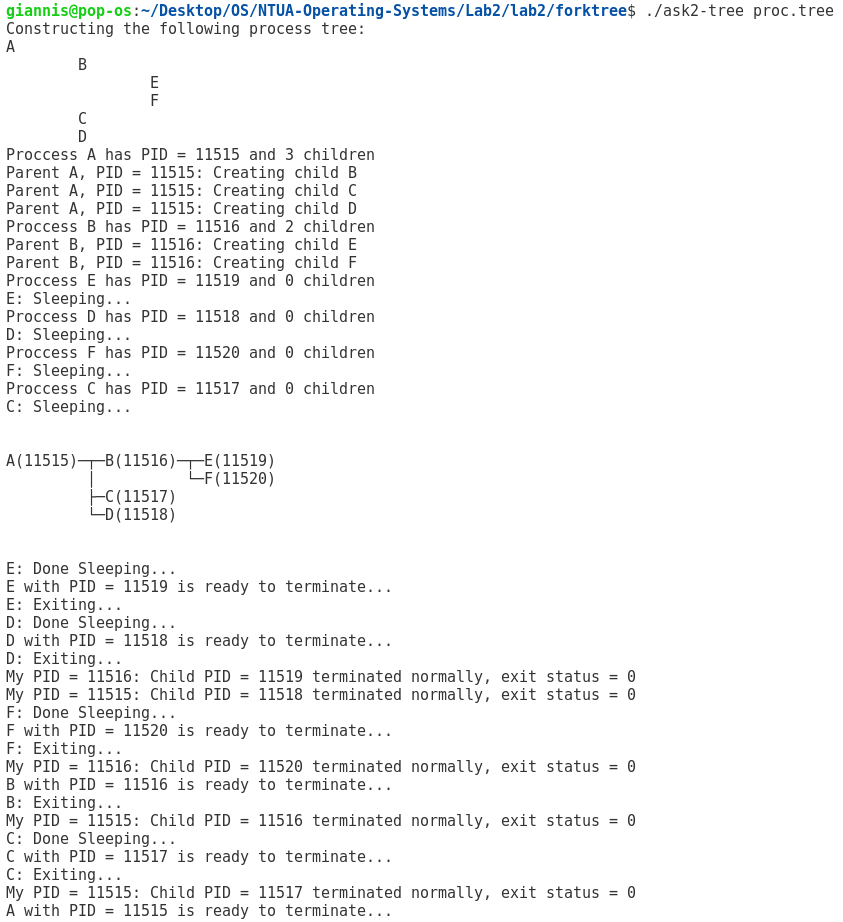 giannis@pop-os:~/Desktop/OS/NTUA-Operating-Systems/Lab2/lab2/forktree$ ./ask2-tree proc.tree
Constructing the following process tree:
A
        B
                E
                F
        C
        D
Proccess A has PID = 11515 and 3 children
Parent A, PID = 11515: Creating child B
Parent A, PID = 11515: Creating child C
Parent A, PID = 11515: Creating child D
Proccess B has PID = 11516 and 2 children
Parent B, PID = 11516: Creating child E
Parent B, PID = 11516: Creating child F
Proccess E has PID = 11519 and 0 children
E: Sleeping...
Proccess D has PID = 11518 and 0 children
D: Sleeping...
Proccess F has PID = 11520 and 0 children
F: Sleeping...
Proccess C has PID = 11517 and 0 children
C: Sleeping...


A(11515)─┬─B(11516)─┬─E(11519)
         │          └─F(11520)
         ├─C(11517)
         └─D(11518)


E: Done Sleeping...
E with PID = 11519 is ready to terminate...
E: Exiting...
D: Done Sleeping...
D with PID = 11518 is ready to terminate...
D: Exiting...
My PID = 11516: Child PID = 11519 terminated normally, exit status = 0
My PID = 11515: Child PID = 11518 terminated normally, exit status = 0
F: Done Sleeping...
F with PID = 11520 is ready to terminate...
F: Exiting...
My PID = 11516: Child PID = 11520 terminated normally, exit status = 0
B with PID = 11516 is ready to terminate...
B: Exiting...
My PID = 11515: Child PID = 11516 terminated normally, exit status = 0
C: Done Sleeping...
C with PID = 11517 is ready to terminate...
C: Exiting...
My PID = 11515: Child PID = 11517 terminated normally, exit status = 0
A with PID = 11515 is ready to terminate...